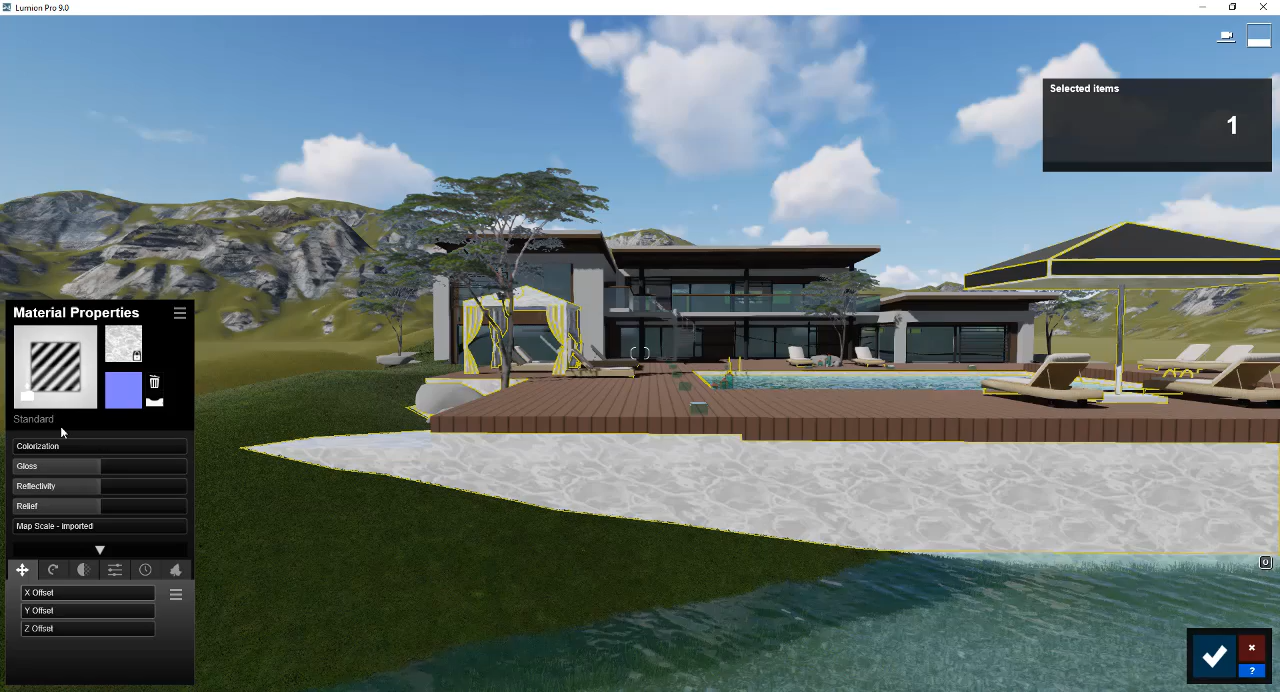 Lumion Pro 9.0
Selected items
1
Material Properties
Standard
Colorization
Gloss
Reflectivity
Relief
Map Scale - Imported
X Offset
Y Offset
Z Offset
U
?